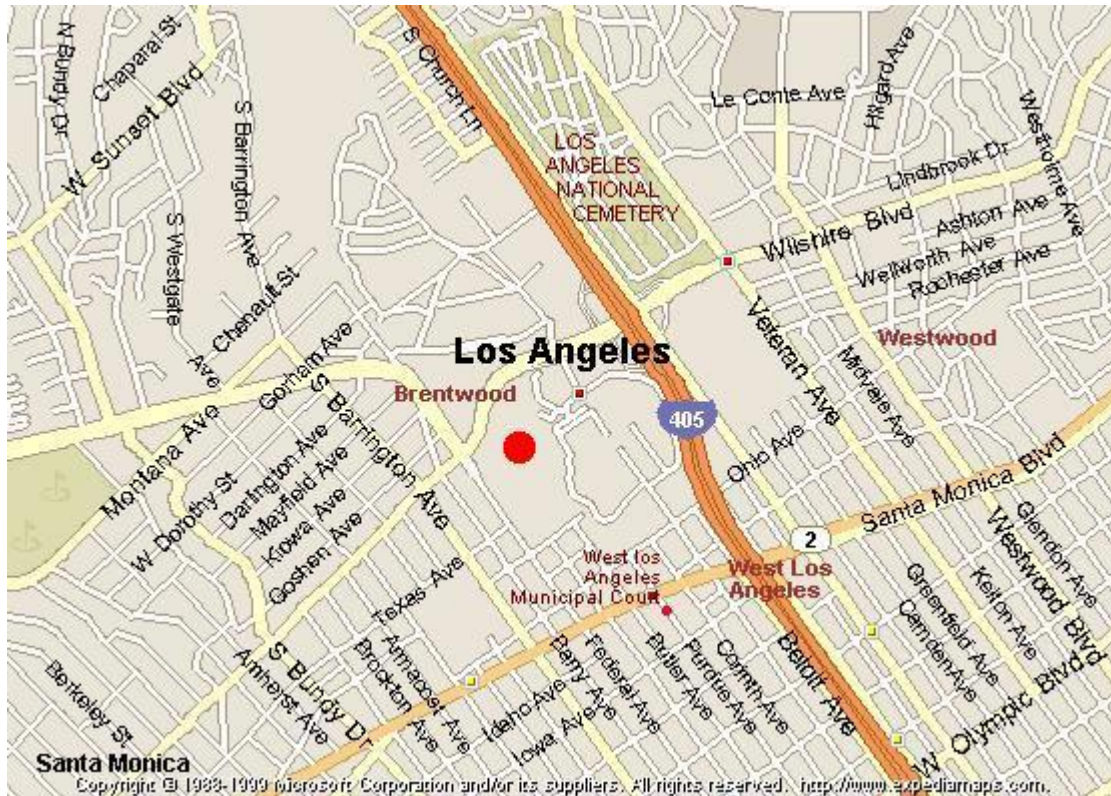 N Bundy Dr
Chaparal St
W Sunset Blvd
S Barrington Ave
S Church Ln
Le Conte Ave
Hilgard Ave
Westholme Ave
Lindbrook Dr
LOS
ANGELES
NATIONAL
CEMETERY
Wilshire Blvd
Ashton Ave
Wellworth Ave
Rochester Ave
S Westgate
Ave
Chenault St
Gorham Ave
Los Angeles
Westwood
Veteran Ave
Midvale Ave
Brentwood
S Barrington Ave
405
Montana Ave
W Dorothy St
Darlington Ave
Mayfield Ave
Kiowa Ave
Goshen Ave
Ohio Ave
Santa Monica Blvd
2
Glendon Ave
Westwood Blvd
West los
Angeles
Municipal Court
West Los
Angeles
Texas Ave
Kelton Ave
Greenfield Ave
Camden Ave
Armacost Ave
Brockton Ave
Amherst Ave
S Bundy Dr
Idaho Ave
Iowa Ave
Barry Ave
Federal Ave
Butler Ave
Purdue Ave
Corinth Ave
Beloir Ave
W Olympic Blvd
Berkeley St
Santa Monica
Copyright © 1988-1999 Microsoft Corporation and/or its suppliers. All rights reserved. http://www.expediamaps.com.